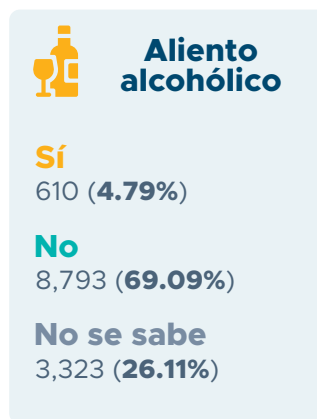 Aliento
alcohólico
Sí
610 (4.79%)
No
8,793 (69.09%)
No se sabe
3,323 (26.11%)